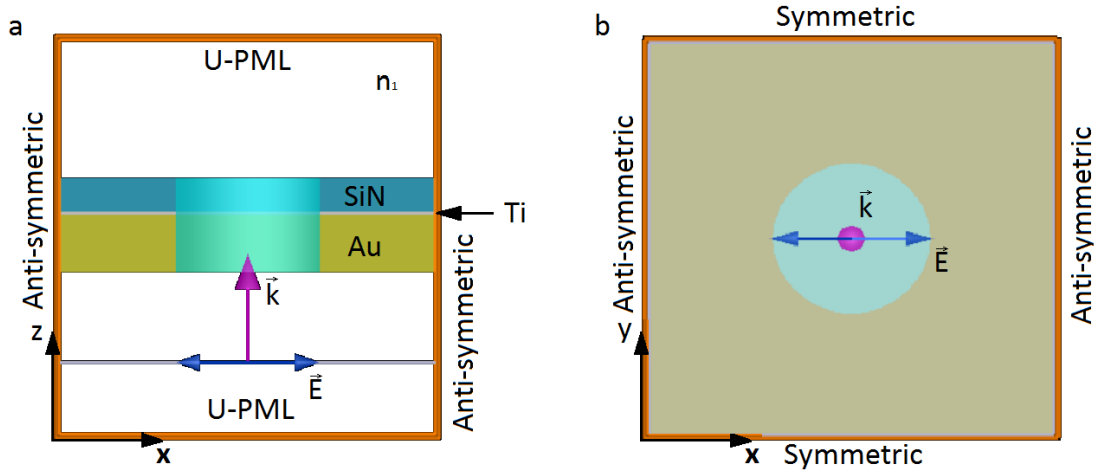 a
U-PML
n₁
Anti-symmetric
SiN
Ti
Au
k⃗
Anti-symmetric
z
E⃗
U-PML
x
b
Symmetric
Anti-symmetric
k⃗
E⃗
Anti-symmetric
y
x
Symmetric